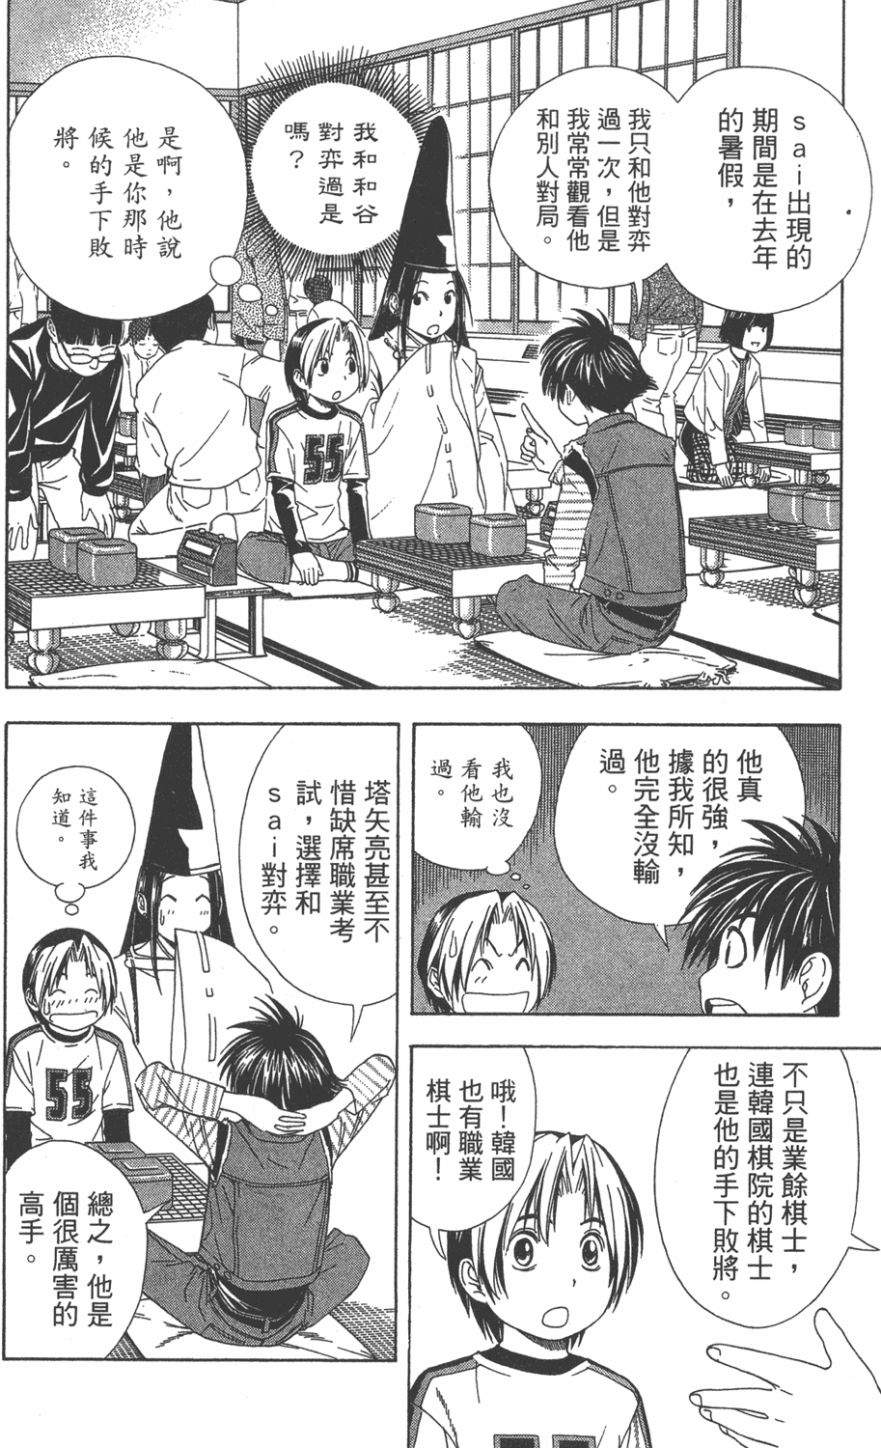 sai出現的
期間是在去年
的暑假，
我只和他對弈
過一次，但是
我常常觀看他
和別人對局。
我和和谷
對弈過是
嗎？
是啊，他說
他是你那時
候的手下敗
將。
55
他真
的很強，
據我所知，
他完全沒輸
過。
我也沒
看他輸
過。
不只是業餘棋士，
連韓國棋院的棋士
也是他的手下敗將。
哦！韓國
也有職業
棋士啊！
55
塔矢亮甚至不
惜缺席職業考
試，選擇和
sai對弈。
這件事我
知道。
55
總之，他是
個很厲害的
高手。